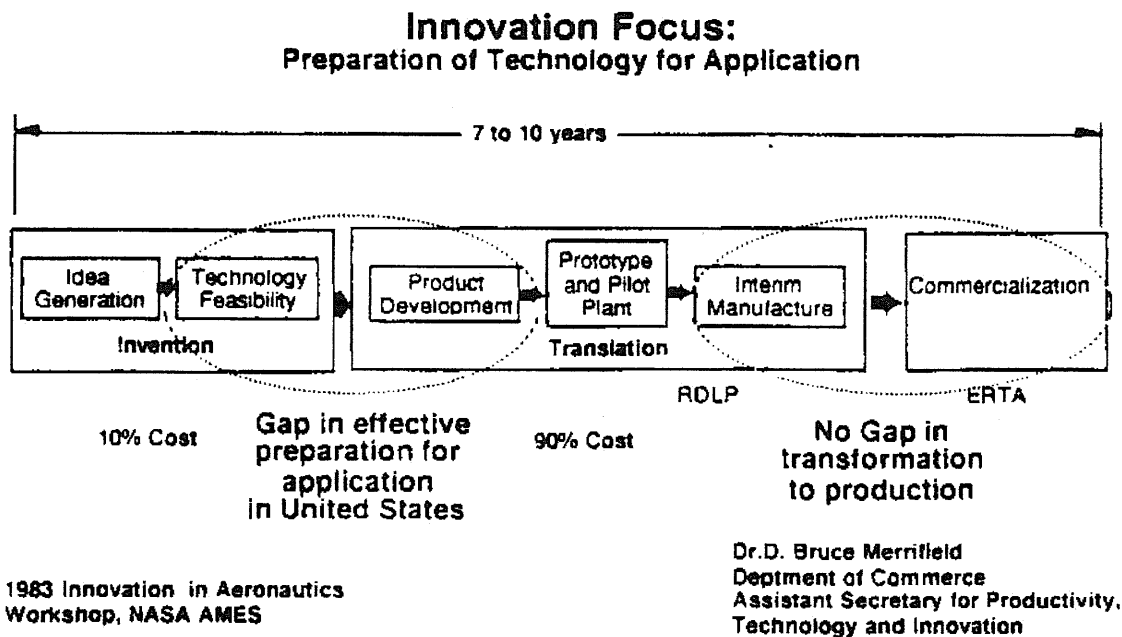 Innovation Focus:
Preparation of Technology for Application
7 to 10 years
Idea
Generation
Technology
Feasibility
Invention
Product
Development
Prototype
and Pilot
Plant
Interim
Manufacture
Translation
Commercialization
RDLP
ERTA
10% Cost
Gap in effective
preparation for
application
in United States
90% Cost
No Gap in
transformation
to production
1983 Innovation in Aeronautics
Workshop, NASA AMES
Dr.D. Bruce Merrifield
Deptment of Commerce
Assistant Secretary for Productivity,
Technology and Innovation